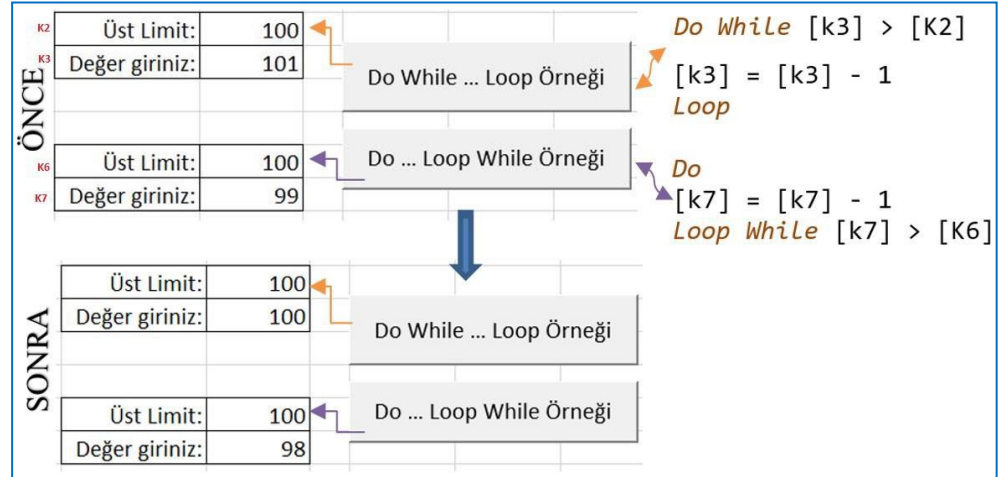 ÖNCE
K2 Üst Limit: 100
K3 Değer giriniz: 101
Do While ... Loop Örneği
Do While [k3] > [K2]
[k3] = [k3] - 1
Loop
K6 Üst Limit: 100
K7 Değer giriniz: 99
Do ... Loop While Örneği
Do
[k7] = [k7] - 1
Loop While [k7] > [K6]
SONRA
Üst Limit: 100
Değer giriniz: 100
Do While ... Loop Örneği
Üst Limit: 100
Değer giriniz: 98
Do ... Loop While Örneği